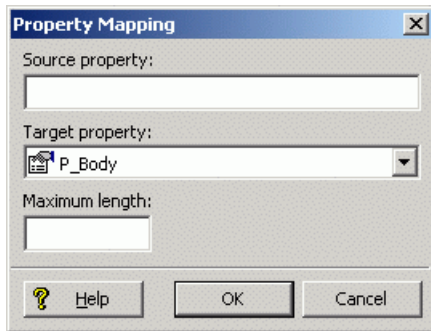 Property Mapping
Source property:
Target property:
P_Body
Maximum length:
Help OK Cancel